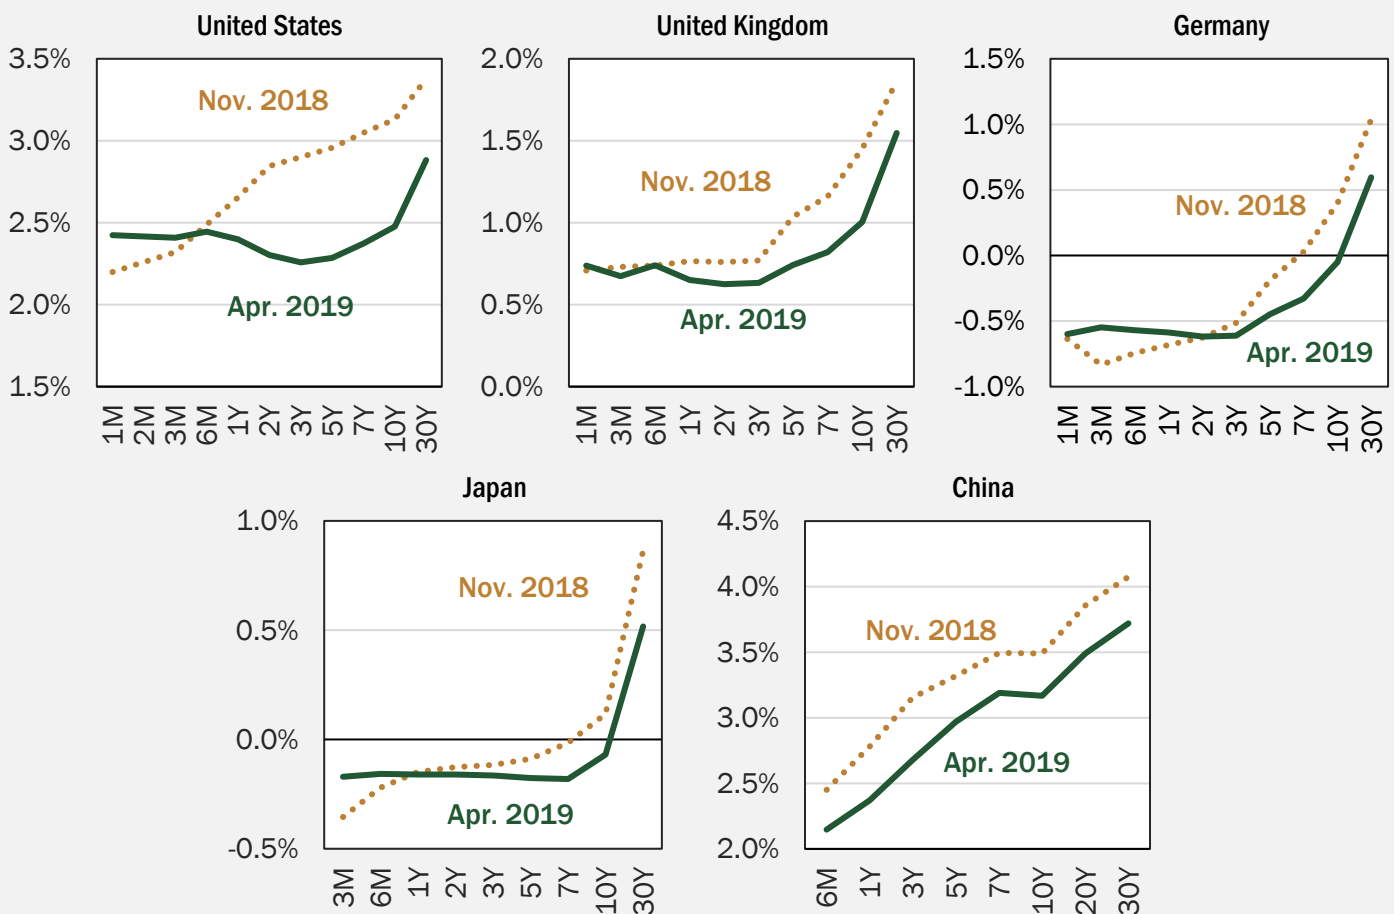 United States
3.5%
3.0%
2.5%
2.0%
1.5%
Nov. 2018
Apr. 2019
1M
2M
3M
6M
1Y
2Y
3Y
5Y
7Y
10Y
30Y
United Kingdom
2.0%
1.5%
1.0%
0.5%
0.0%
Nov. 2018
Apr. 2019
1M
3M
6M
1Y
2Y
3Y
5Y
7Y
10Y
30Y
Germany
1.5%
1.0%
0.5%
0.0%
-0.5%
-1.0%
Nov. 2018
Apr. 2019
1M
3M
6M
1Y
2Y
3Y
5Y
7Y
10Y
30Y
Japan
1.0%
0.5%
0.0%
-0.5%
Nov. 2018
Apr. 2019
3M
6M
1Y
2Y
3Y
5Y
7Y
10Y
30Y
China
4.5%
4.0%
3.5%
3.0%
2.5%
2.0%
Nov. 2018
Apr. 2019
6M
1Y
3Y
5Y
7Y
10Y
20Y
30Y